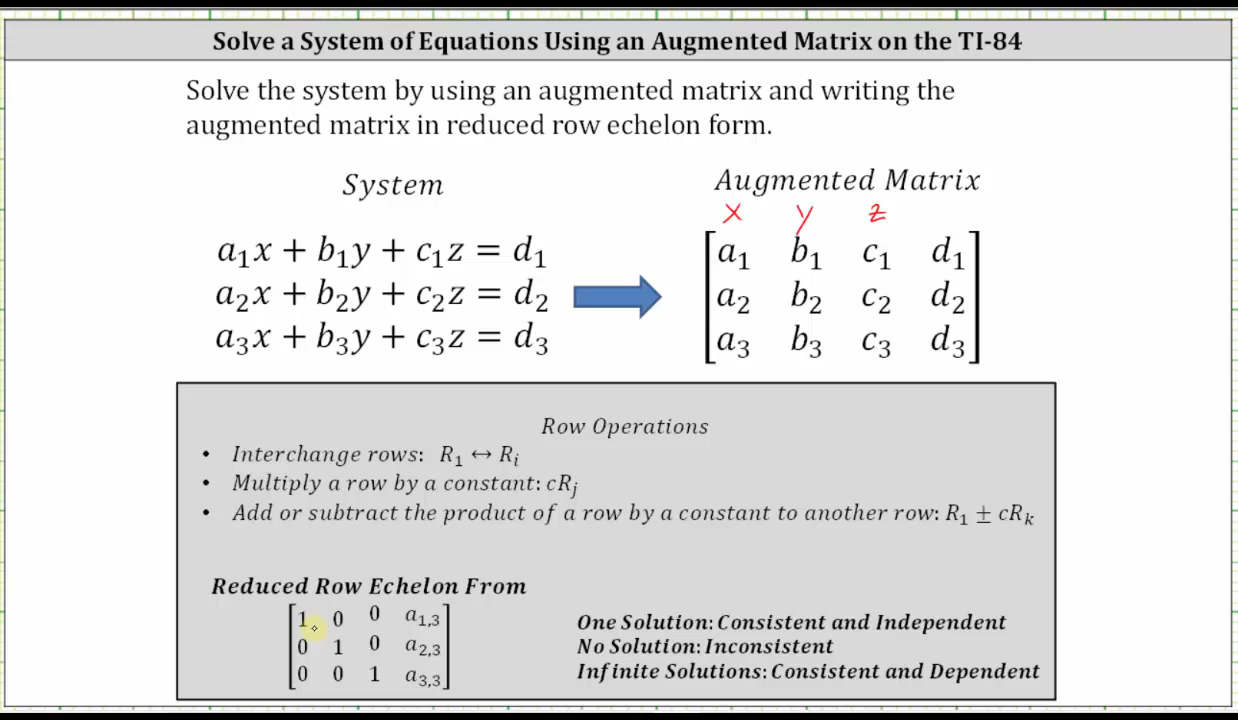 Solve a System of Equations Using an Augmented Matrix on the TI-84
Solve the system by using an augmented matrix and writing the
augmented matrix in reduced row echelon form.
System
a₁x + b₁y + c₁z = d₁
a₂x + b₂y + c₂z = d₂
a₃x + b₃y + c₃z = d₃
Augmented Matrix
x y z
a₁ b₁ c₁ d₁
a₂ b₂ c₂ d₂
a₃ b₃ c₃ d₃
Row Operations
• Interchange rows: R₁ ↔ Rᵢ
• Multiply a row by a constant: cRⱼ
• Add or subtract the product of a row by a constant to another row: R₁ ± cRₖ
Reduced Row Echelon From
1 0 0 a₁,₃
0 1 0 a₂,₃
0 0 1 a₃,₃
One Solution: Consistent and Independent
No Solution: Inconsistent
Infinite Solutions: Consistent and Dependent